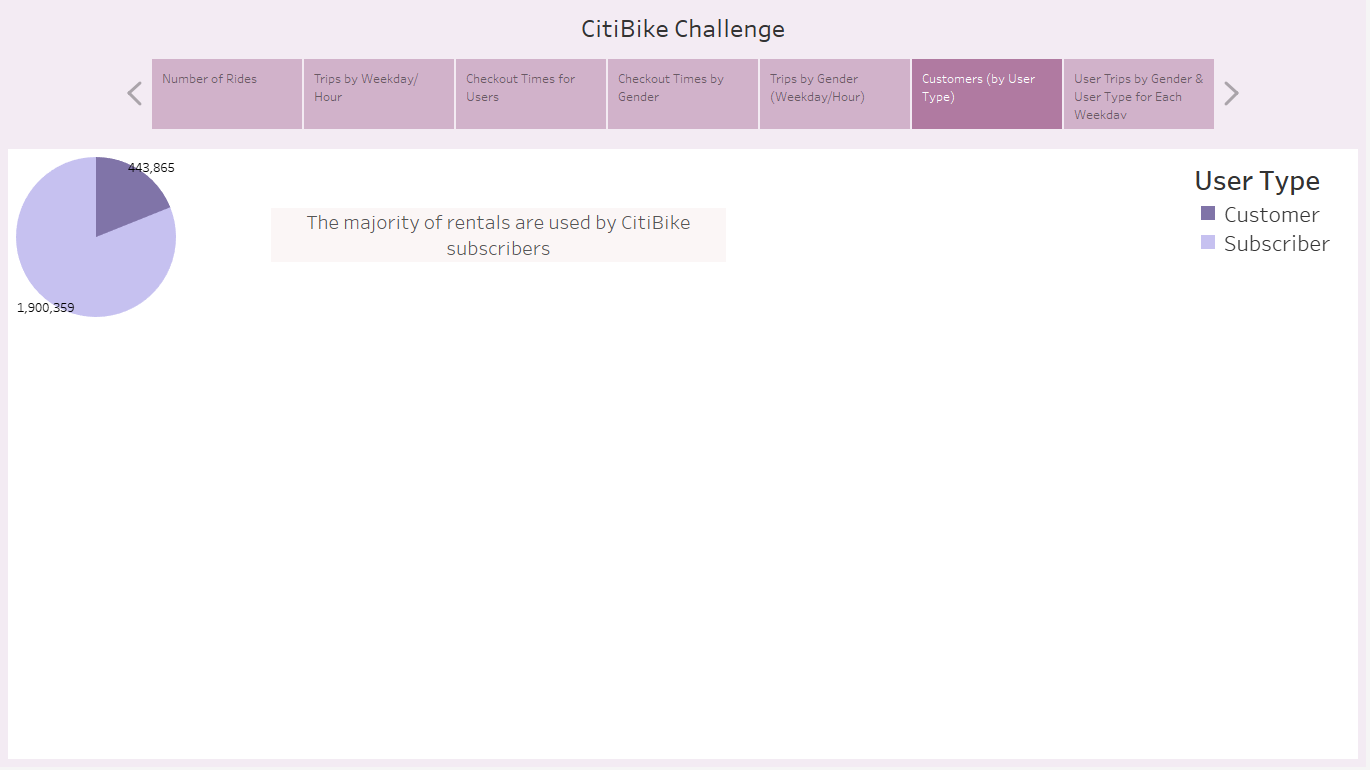 CitiBike Challenge
Number of Rides
Trips by Weekday/
Hour
Checkout Times for
Users
Checkout Times by
Gender
Trips by Gender
(Weekday/Hour)
Customers (by User
Type)
User Trips by Gender &
User Type for Each
Weekday
443,865
1,900,359
The majority of rentals are used by CitiBike
subscribers
User Type
Customer
Subscriber